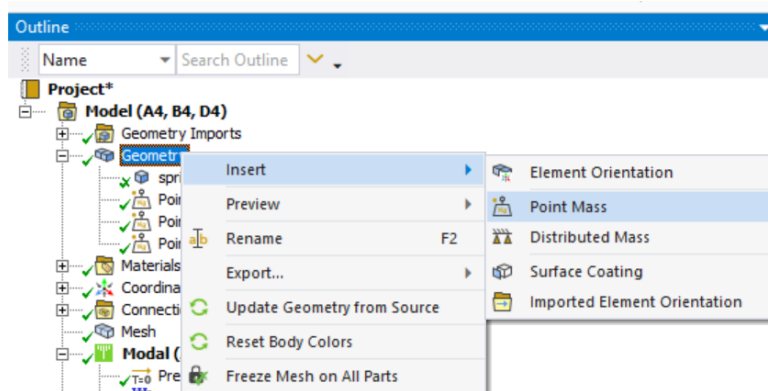 Outline
Name Search Outline
Project*
Model (A4, B4, D4)
Geometry Imports
Geometry
Insert
Element Orientation
Preview
Point Mass
Rename F2
Distributed Mass
Export...
Surface Coating
Update Geometry from Source
Imported Element Orientation
Reset Body Colors
Freeze Mesh on All Parts
spri
Poi
Poi
Poi
Materials
Coordina
Connecti
Mesh
Modal (
T=0 Pre